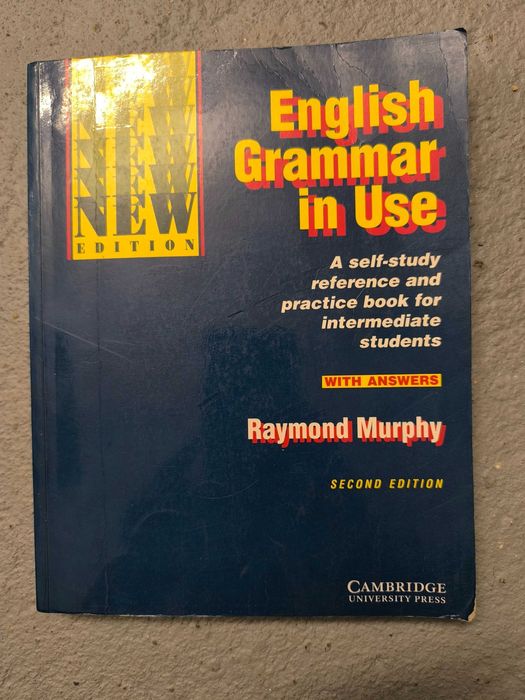 NEW
NEW
NEW
NEW
EDITION
English
Grammar
in Use
A self-study
reference and
practice book for
intermediate
students
WITH ANSWERS
Raymond Murphy
SECOND EDITION
CAMBRIDGE
UNIVERSITY PRESS